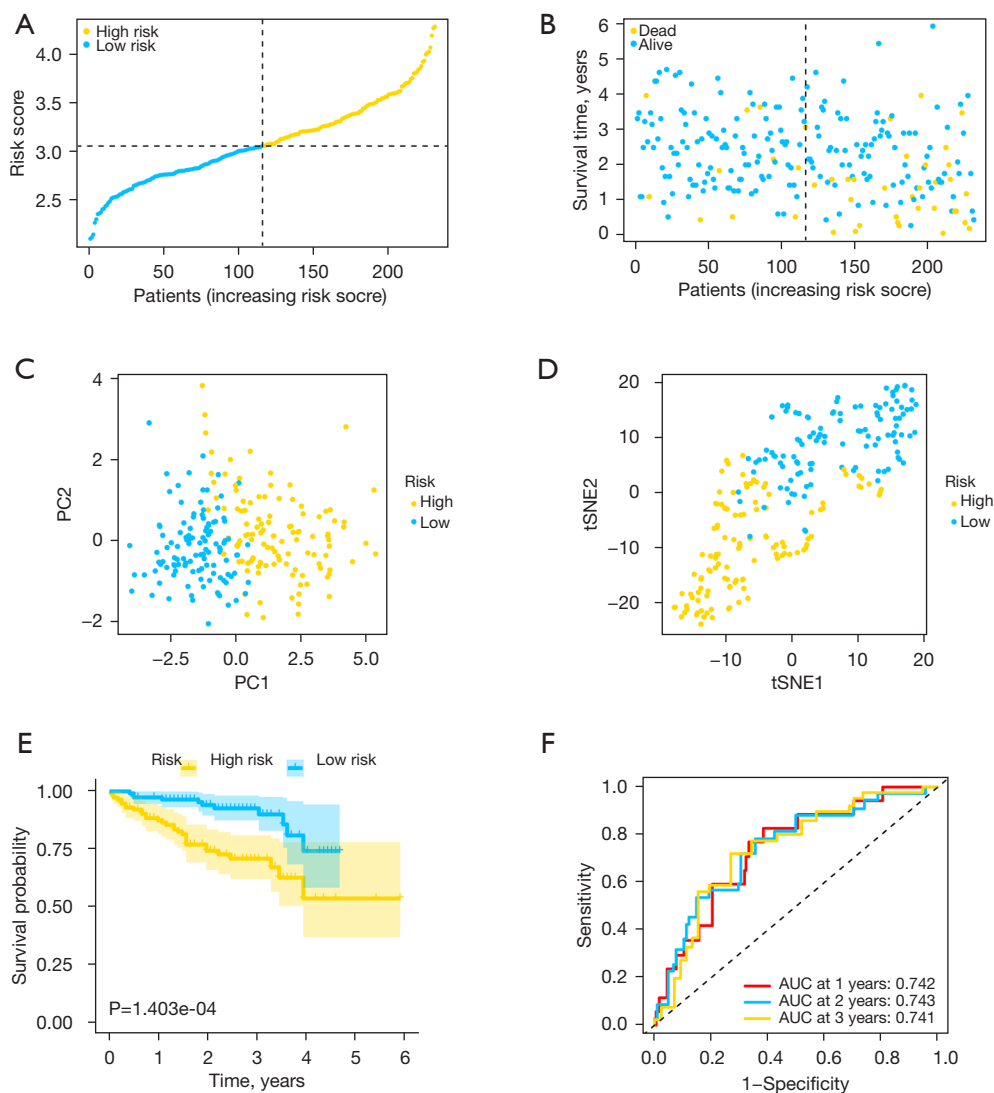 A
High risk
Low risk
4.0
3.5
3.0
2.5
Risk score
0 50 100 150 200
Patients (increasing risk socre)
B
Dead
Alive
6
5
4
3
2
1
0
Survival time, yesrs
0 50 100 150 200
Patients (increasing risk socre)
C
4
2
0
−2
PC2
−2.5 0.0 2.5 5.0
PC1
Risk
High
Low
D
20
10
0
−10
−20
tSNE2
−10 0 10 20
tSNE1
Risk
High
Low
E
Risk High risk Low risk
1.00
0.75
0.50
0.25
0.00
Survival probability
P=1.403e-04
0 1 2 3 4 5 6
Time, years
F
1.0
0.8
0.6
0.4
0.2
0.0
Sensitivity
AUC at 1 years: 0.742
AUC at 2 years: 0.743
AUC at 3 years: 0.741
0.0 0.2 0.4 0.6 0.8 1.0
1−Specificity